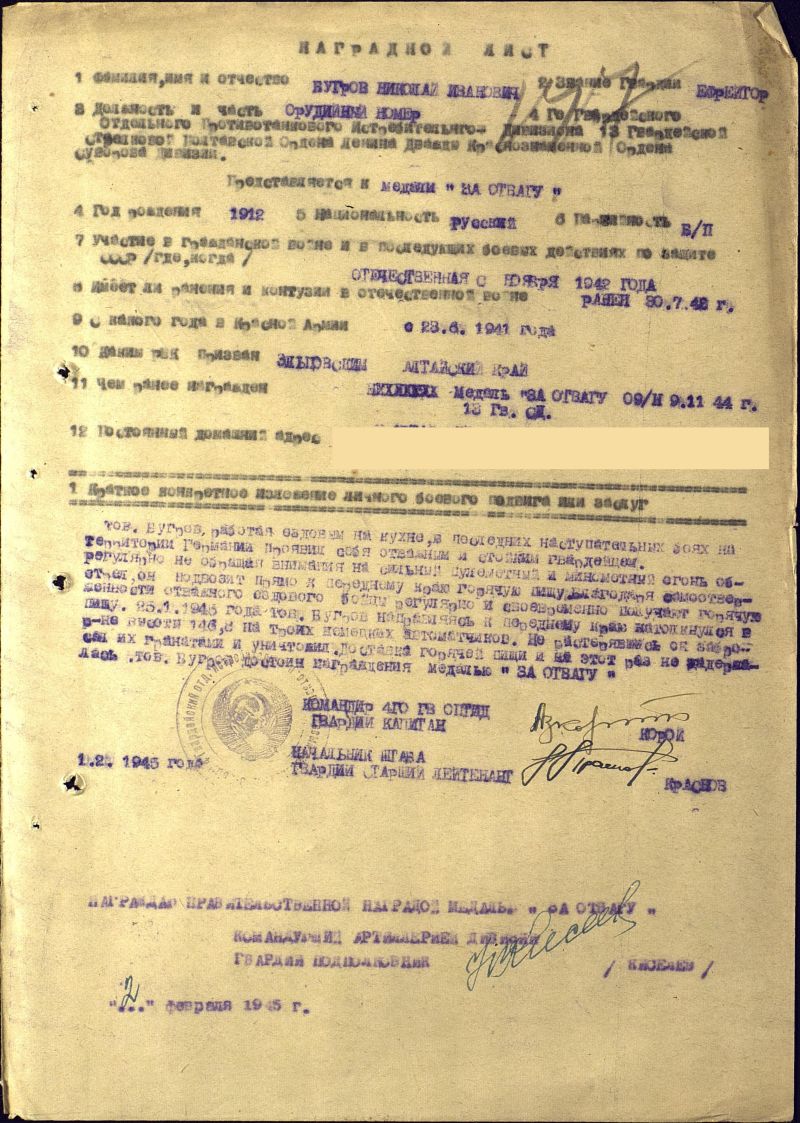 НАГРАДНОЙ ЛИСТ
1 Фамилия,имя и отчество БУГРОВ НИКОЛАЙ ИВАНОВИЧ 2 Звание Гвардии ЕФРЕЙТОР
3 Должность и часть ОРУДИЙНЫЙ НОМЕР 4 Го Гвардейского
Отдельного Противотанкового Истребительнго- Дивизиона 13 Гвардейской
стрелковой Полтавской Ордена Ленина Дважды Краснознаменной Ордена
Суворова Дивизии.
Представляется к медали " ЗА ОТВАГУ "
4 Год рождения 1912 5 Национальность русский 6 Партийность Б/П
7 Участие в гражданской войне и в последующих боевых действиях по защите
СССР /где,когда/
ОТЕЧЕСТВЕННАЯ С НОЯБРЯ 1942 ГОДА
8 Имеет ли ранения и контузии в отечественной войне РАНЕН 30.7.42 г.
9 С какого года в Красной Армии с 23.6. 1941 года
10 Каким РВК призван АЛТАЙСКИЙ КРАЙ
11 Чем ранее награжден Медаль "ЗА ОТВАГУ 09/Н 9.11 44 г.
13 Гв. СД.
12 Постоянный домашний адрес
1 Краткое конкретное изложение личного боевого подвига или заслуг
тов. Бугров, работая ездовым на кухне,в последних наступательных боях на
территории Германии проявил себя отважным и стойким гвардейцем.
регулярно не обращая внимания на сильный пулеметный и минометный огонь об-
стрел,он подвозит прямо к переднему краю горячую пищу.Благодаря самоотвер-
женности отважного ездового бойцы регулярно и своевременно получают горячую
пищу. 25.1.1945 года тов. Бугров направляясь к переднему краю натолкнулся в
р-не высоты 146,8 на троих немецких автоматчиков. Не растерявшись он забро-
сал их гранатами и уничтожил.Доставка горячей пищи и на этот раз не задержа-
лась .тов. Бугров достоин награждения медалью " ЗА ОТВАГУ "
КОМАНДИР 4ГО ГВ ОПТИД
ГВАРДИИ КАПИТАН
КОРОЙ
1.2. 1945 года
НАЧАЛЬНИК ШТАБА
ГВАРДИИ СТАРШИЙ ЛЕЙТЕНАНТ
КРАСНОВ
НАГРАЖДАЮ ПРАВИТЕЛЬСТВЕННОЙ НАГРАДОЙ МЕДАЛЬЮ " ЗА ОТВАГУ "
КОМАНДУЮЩИЙ АРТИЛЛЕРИЕЙ ДИВИЗИИ
ГВАРДИИ ПОДПОЛКОВНИК / КИСЕЛЕВ /
"2" февраля 1945 г.